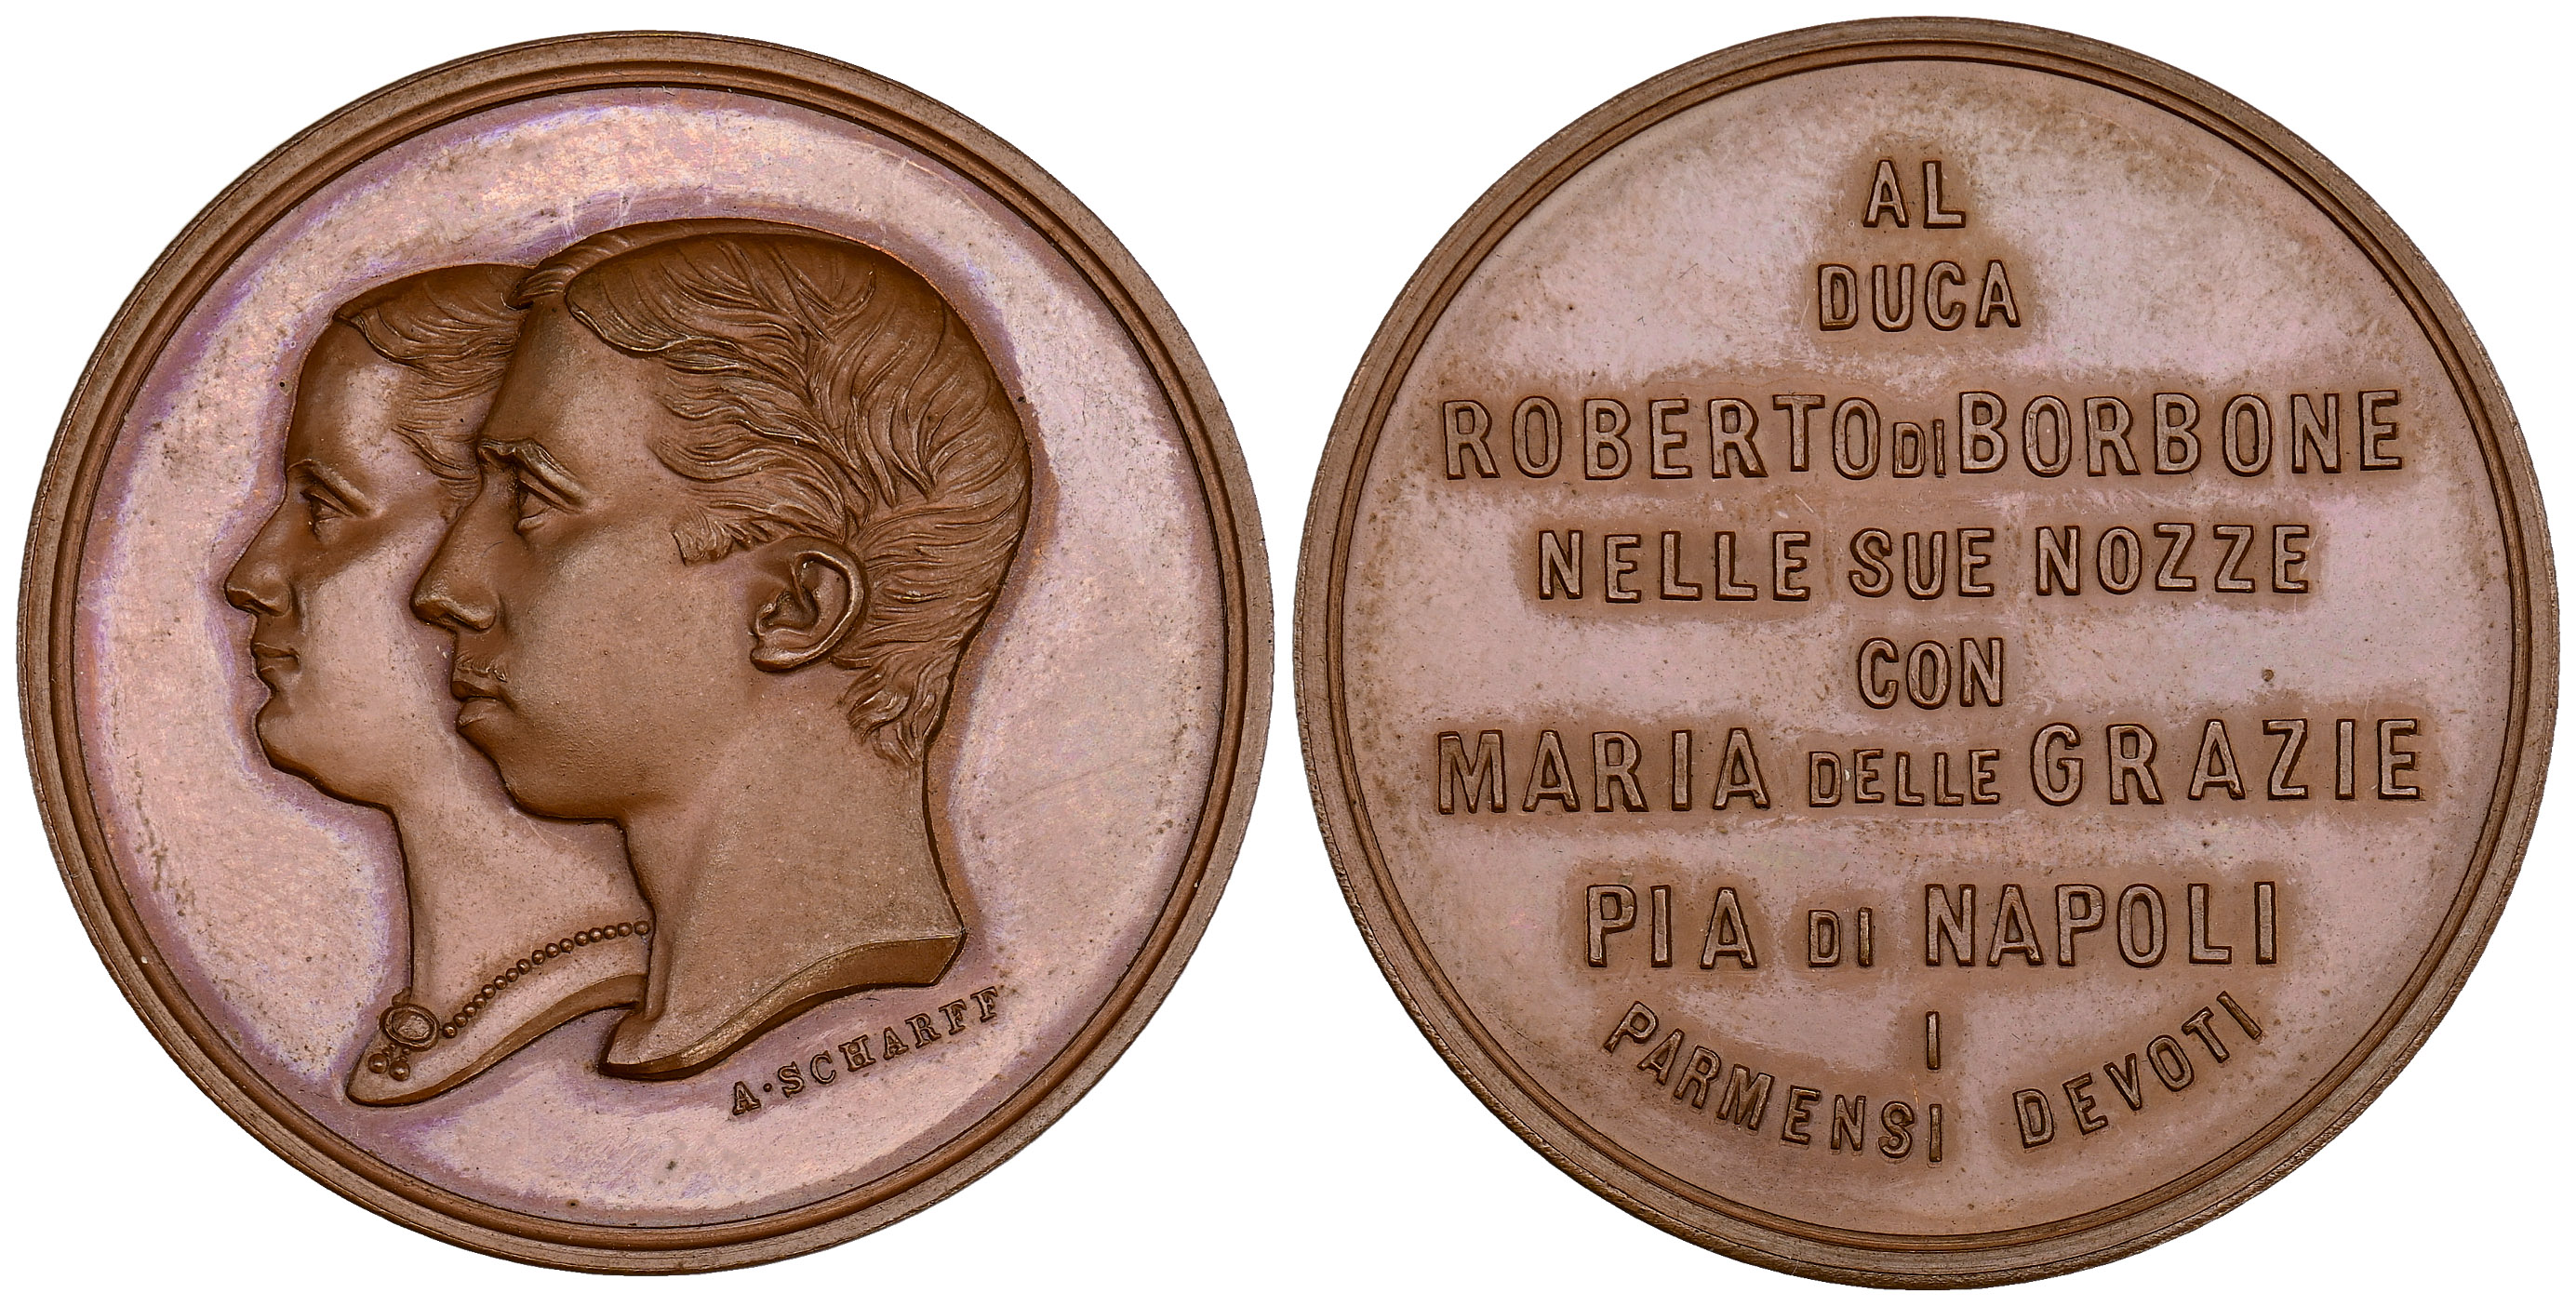 A·SCHARFF
AL
DUCA
ROBERTO DI BORBONE
NELLE SUE NOZZE
CON
MARIA DELLE GRAZIE
PIA DI NAPOLI
I
PARMENSI DEVOTI